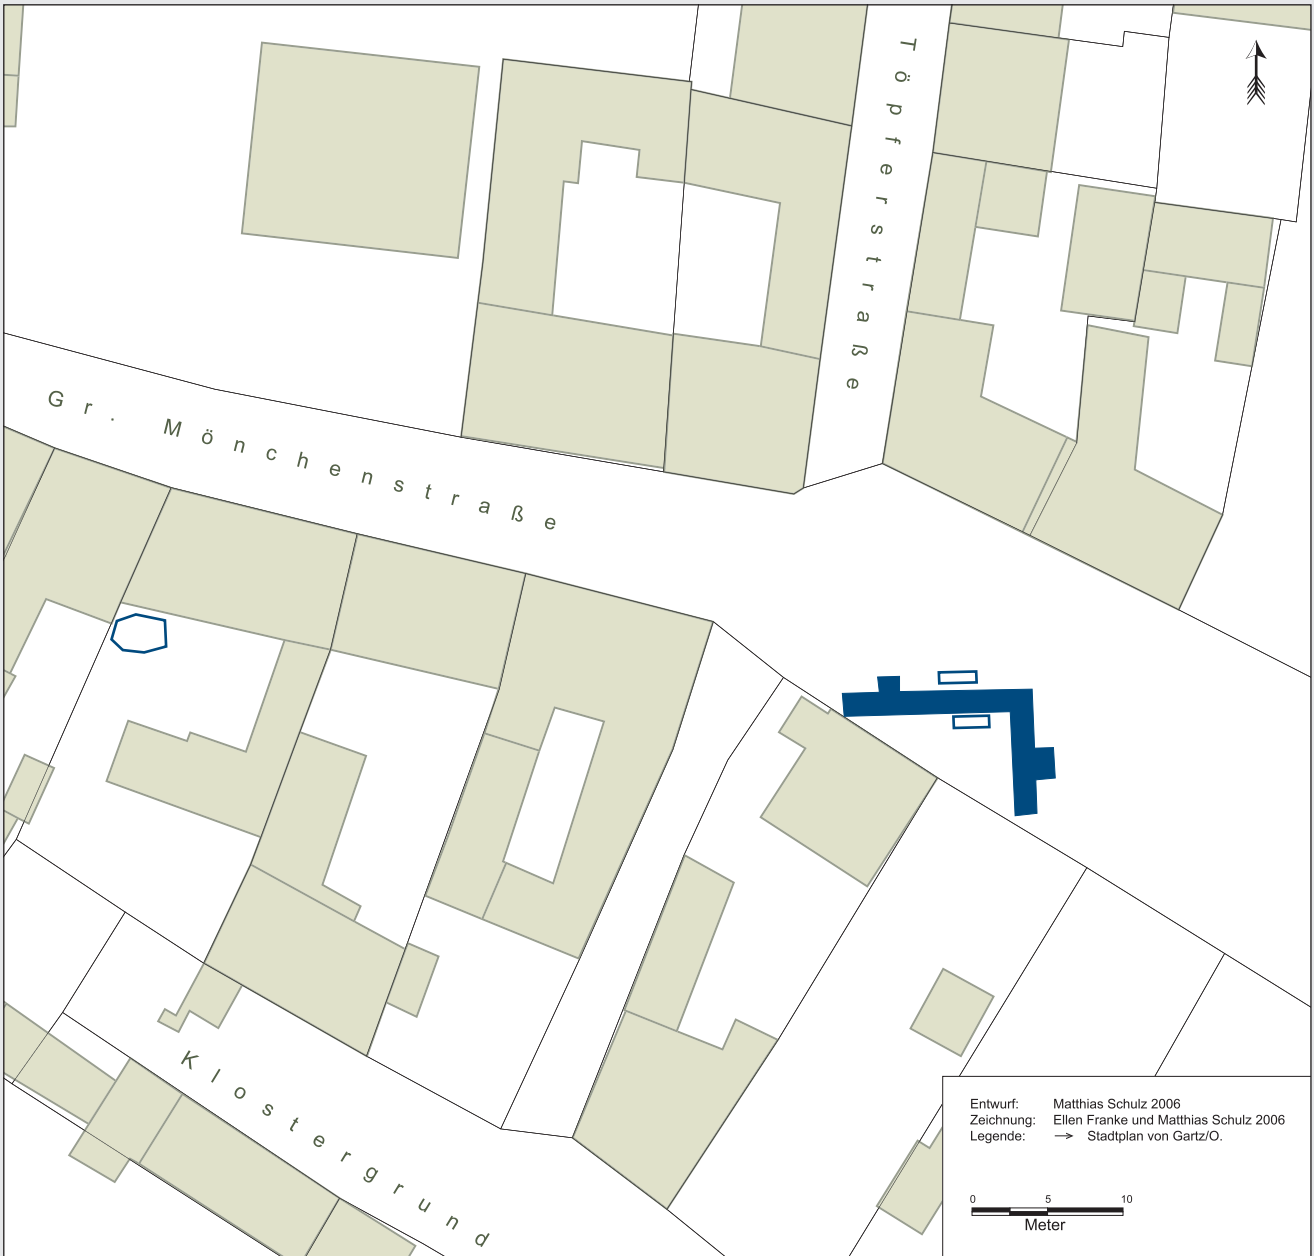 Töpferstraße
Gr. Mönchenstraße
Klostergrund
Entwurf: Matthias Schulz 2006
Zeichnung: Ellen Franke und Matthias Schulz 2006
Legende: → Stadtplan von Gartz/O.
0 5 10
Meter